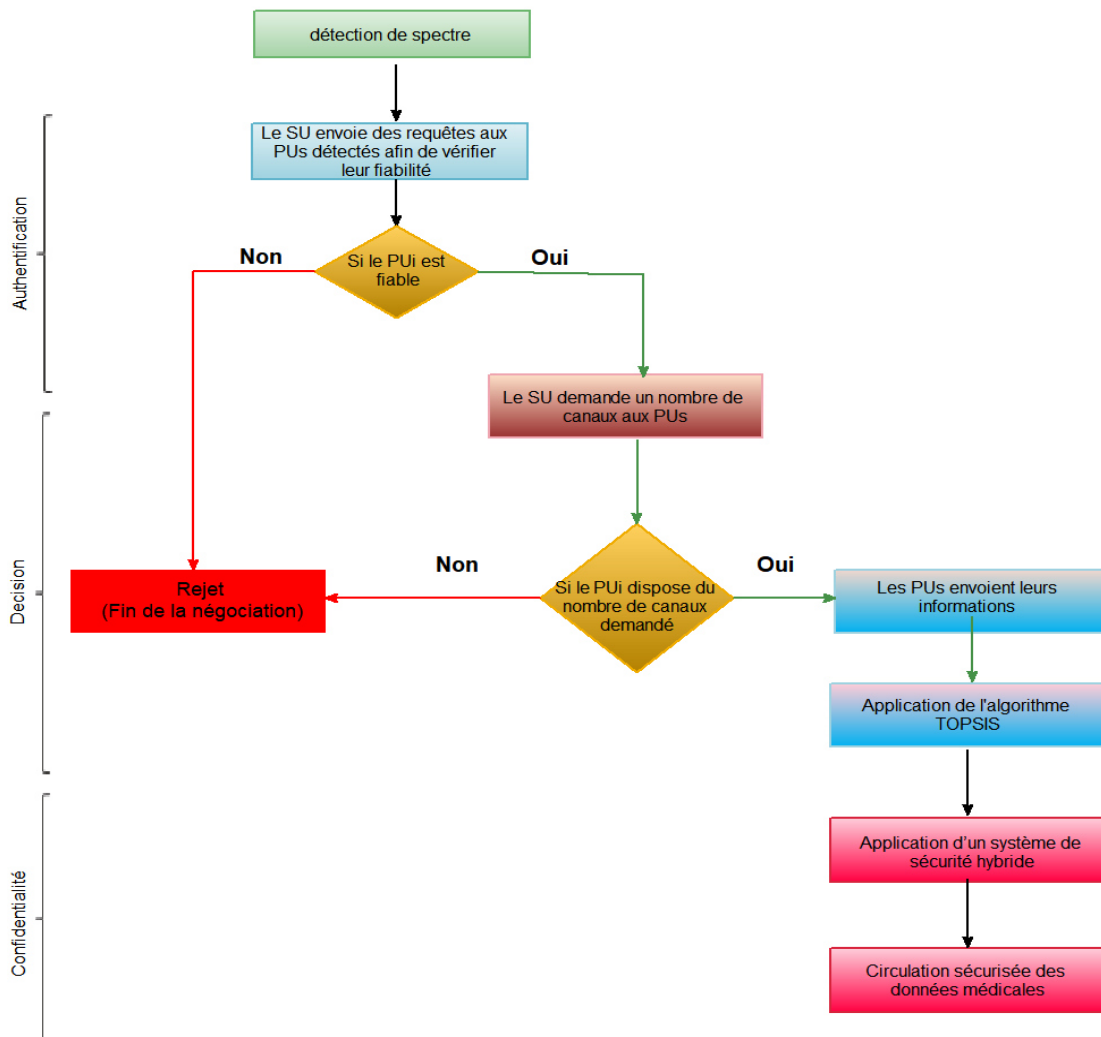 détection de spectre
Le SU envoie des requêtes aux
PUs détectés afin de vérifier
leur fiabilité
Authentification
Non
Si le PUi est
fiable
Oui
Le SU demande un nombre de
canaux aux PUs
Decision
Rejet
(Fin de la négociation)
Non
Si le PUi dispose du
nombre de canaux
demandé
Oui
Les PUs envoient leurs
informations
Application de l'algorithme
TOPSIS
Confidentialité
Application d'un système de
sécurité hybride
Circulation sécurisée des
données médicales